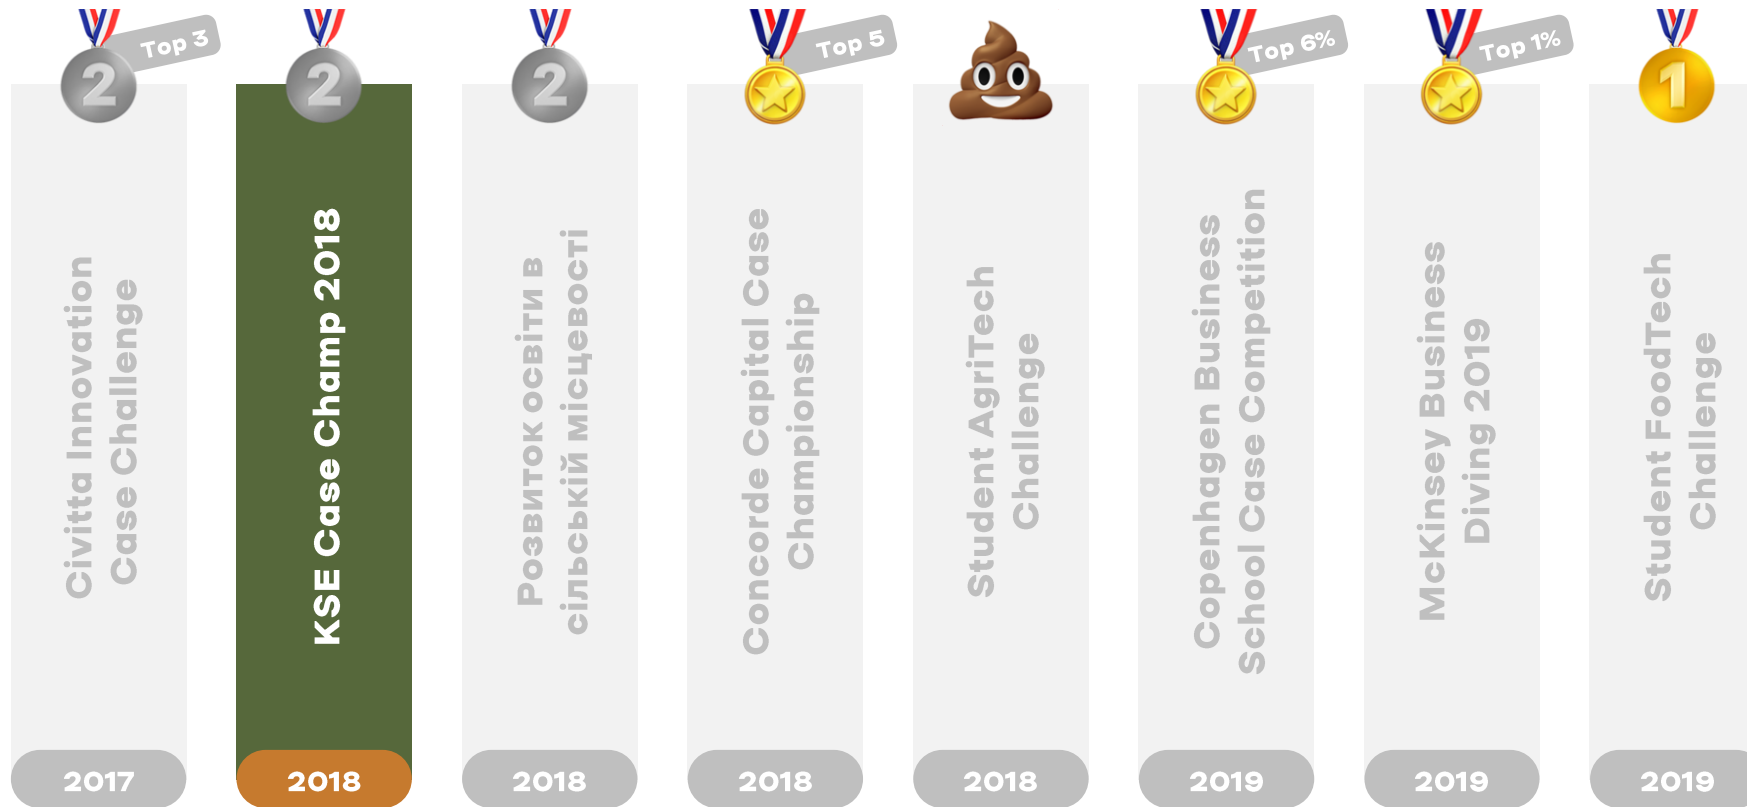 2
Top 3
Civitta Innovation
Case Challenge
2017
2
KSE Case Champ 2018
2018
2
Розвиток освіти в
сільській місцевості
2018
Top 5
Concorde Capital Case
Championship
2018
Student AgriTech
Challenge
2018
Top 6%
Copenhagen Business
School Case Competition
2019
Top 1%
McKinsey Business
Diving 2019
2019
1
Student FoodTech
Challenge
2019